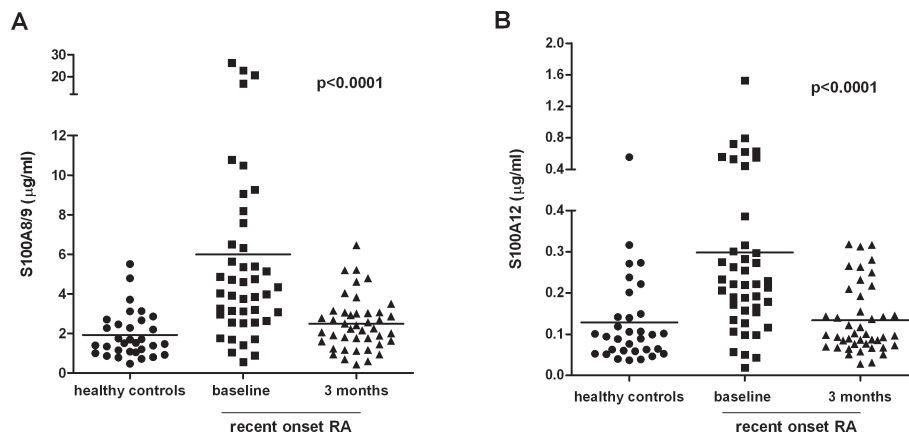 A
30
20
p<0.0001
12
10
8
6
4
2
0
S100A8/9 (μg/ml)
healthy controls baseline 3 months
recent onset RA
B
2.0
1.6
p<0.0001
1.2
0.8
0.4
0.4
0.3
0.2
0.1
0.0
S100A12 (μg/ml)
healthy controls baseline 3 months
recent onset RA